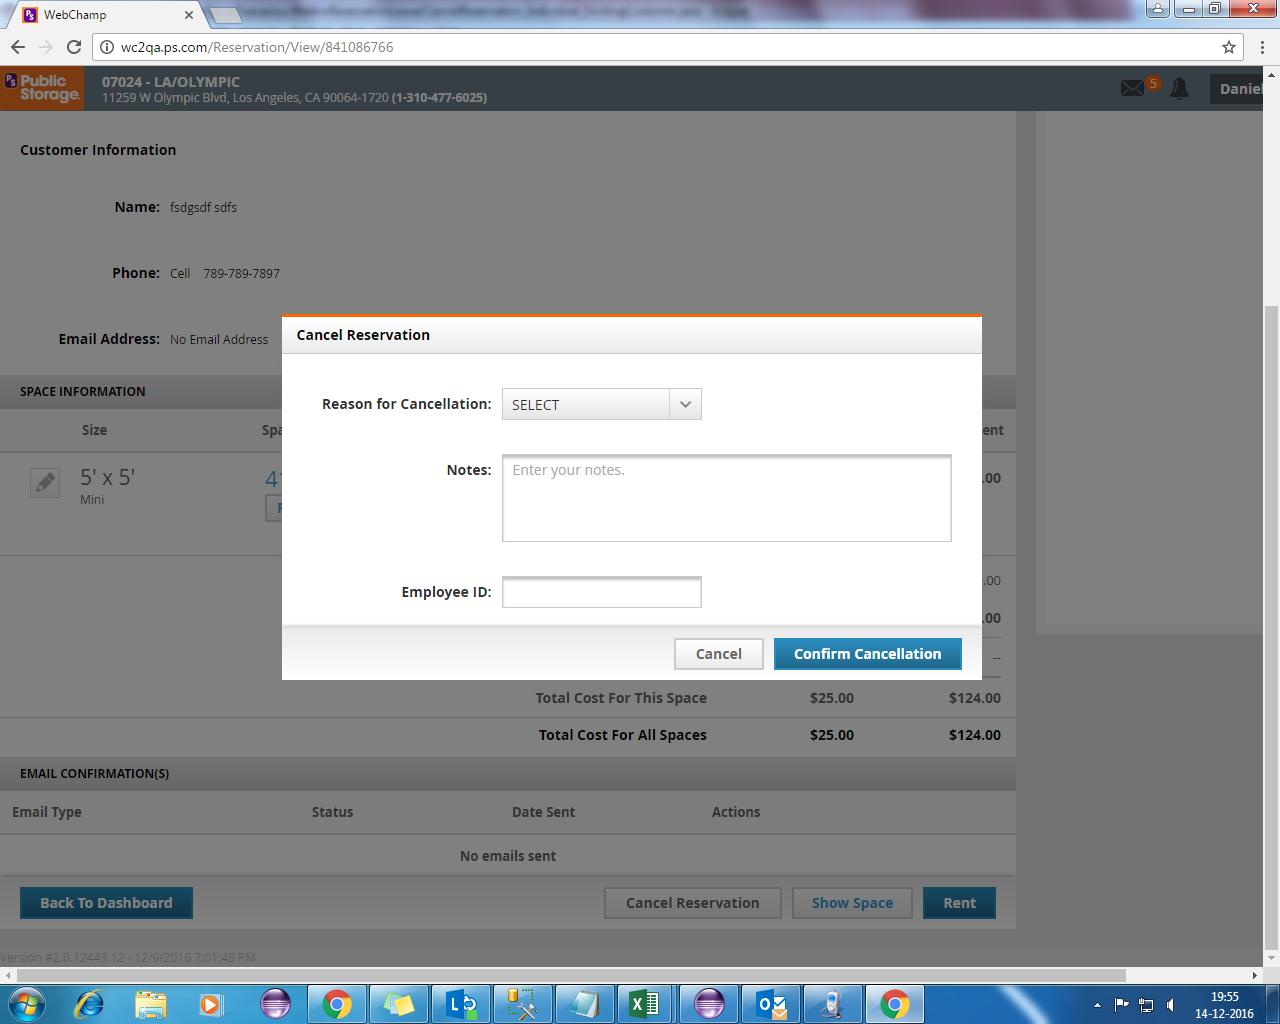 WebChamp
wc2qa.ps.com/Reservation/View/841086766
Public Storage.
07024 - LA/OLYMPIC
11259 W Olympic Blvd, Los Angeles, CA 90064-1720 (1-310-477-6025)
5
Daniel
Customer Information
Name: fsdgsdf sdfs
Phone: Cell 789-789-7897
Email Address: No Email Address
Cancel Reservation
Reason for Cancellation: SELECT
Notes: Enter your notes.
Employee ID:
Cancel Confirm Cancellation
SPACE INFORMATION
Size
5' x 5'
Mini
.00
.00
.00
--
Total Cost For This Space $25.00 $124.00
Total Cost For All Spaces $25.00 $124.00
EMAIL CONFIRMATION(S)
Email Type Status Date Sent Actions
No emails sent
Back To Dashboard Cancel Reservation Show Space Rent
Version #2.0.12443.12 - 12/9/2016 7:01:48 PM
19:55
14-12-2016